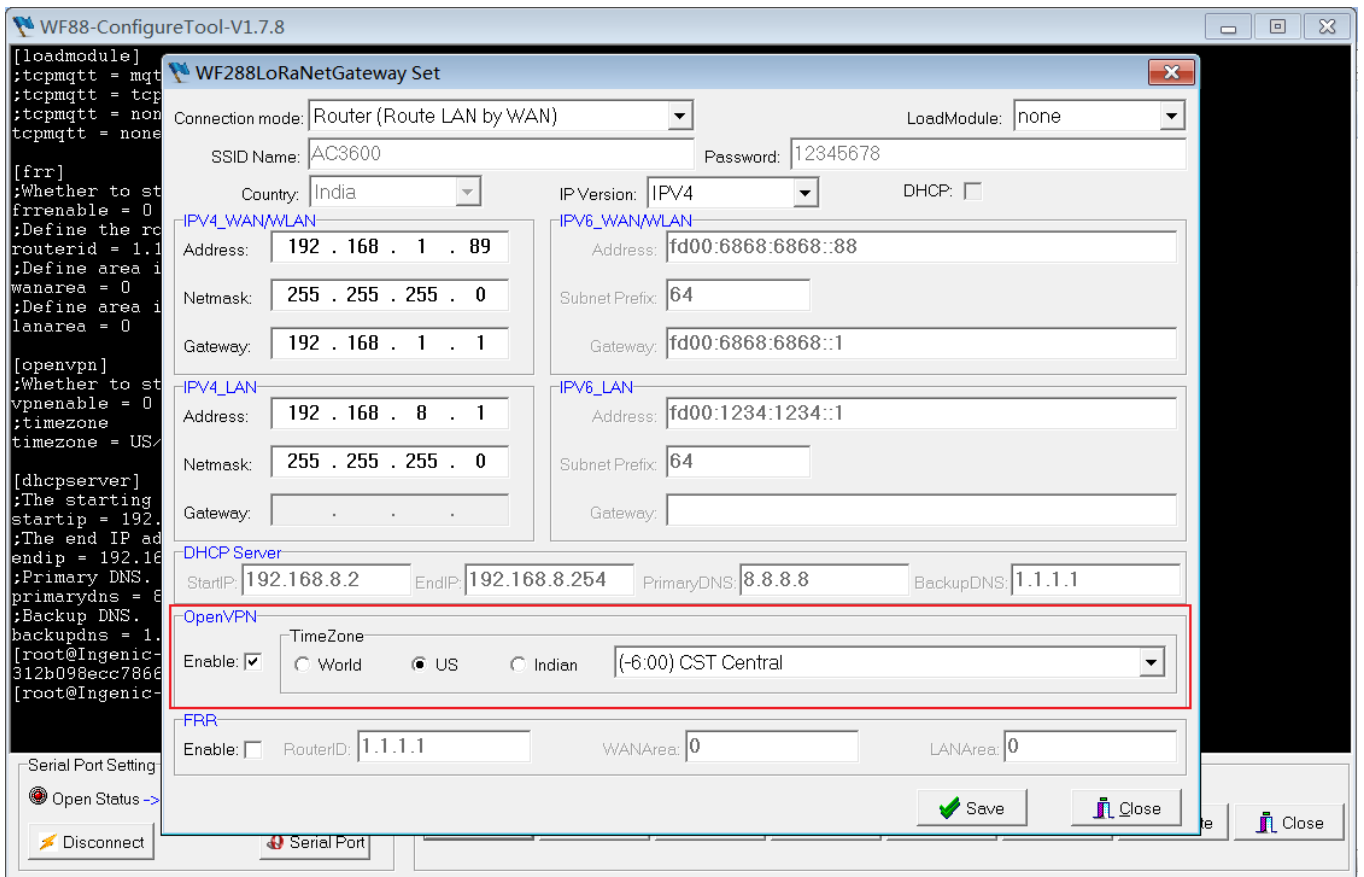 WF88-ConfigureTool-V1.7.8
[loadmodule]
;tcpmqtt = mqt
;tcpmqtt = tcp
;tcpmqtt = non
tcpmqtt = none
[frr]
;Whether to st
frrenable = 0
;Define the ro
routerid = 1.1
;Define area i
wanarea = 0
;Define area i
lanarea = 0
[openvpn]
;Whether to st
vpnenable = 0
;timezone
timezone = US/
[dhcpserver]
;The starting
startip = 192.
;The end IP ad
endip = 192.16
;Primary DNS.
primarydns = 8
;Backup DNS.
backupdns = 1.
[root@Ingenic-
312b098ecc7866
[root@Ingenic-
WF288LoRaNetGateway Set
Connection mode: Router (Route LAN by WAN) LoadModule: none
SSID Name: AC3600 Password: 12345678
Country: India IP Version: IPV4 DHCP:
IPV4_WAN/WLAN IPV6_WAN/WLAN
Address: 192 . 168 . 1 . 89 Address: fd00:6868:6868::88
Netmask: 255 . 255 . 255 . 0 Subnet Prefix: 64
Gateway: 192 . 168 . 1 . 1 Gateway: fd00:6868:6868::1
IPV4_LAN IPV6_LAN
Address: 192 . 168 . 8 . 1 Address: fd00:1234:1234::1
Netmask: 255 . 255 . 255 . 0 Subnet Prefix: 64
Gateway: . . . Gateway:
DHCP Server
StartIP: 192.168.8.2 EndIP: 192.168.8.254 PrimaryDNS: 8.8.8.8 BackupDNS: 1.1.1.1
OpenVPN
TimeZone
Enable: World US Indian (-6:00) CST Central
FRR
Enable: RouterID: 1.1.1.1 WANArea: 0 LANArea: 0
Save Close
Serial Port Setting
Open Status ->
Disconnect Serial Port te Close